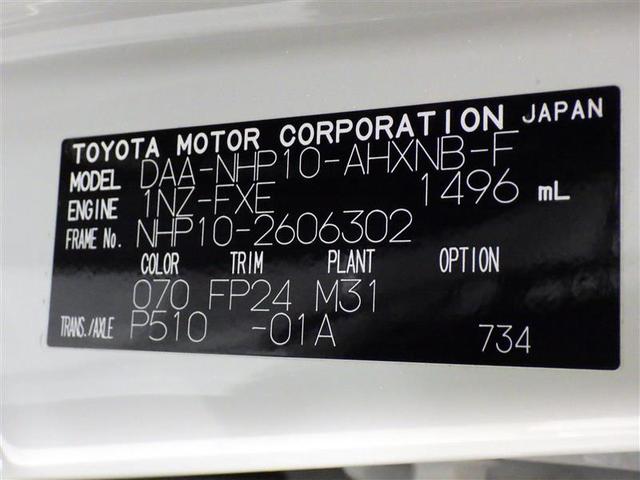 TOYOTA MOTOR CORPORATION JAPAN
MODEL DAA-NHP10-AHXNB-F
ENGINE 1NZ-FXE 1496 mL
FRAME No. NHP10-2606302
COLOR TRIM PLANT OPTION
070 FP24 M31
TRANS./AXLE P510 -01A 734